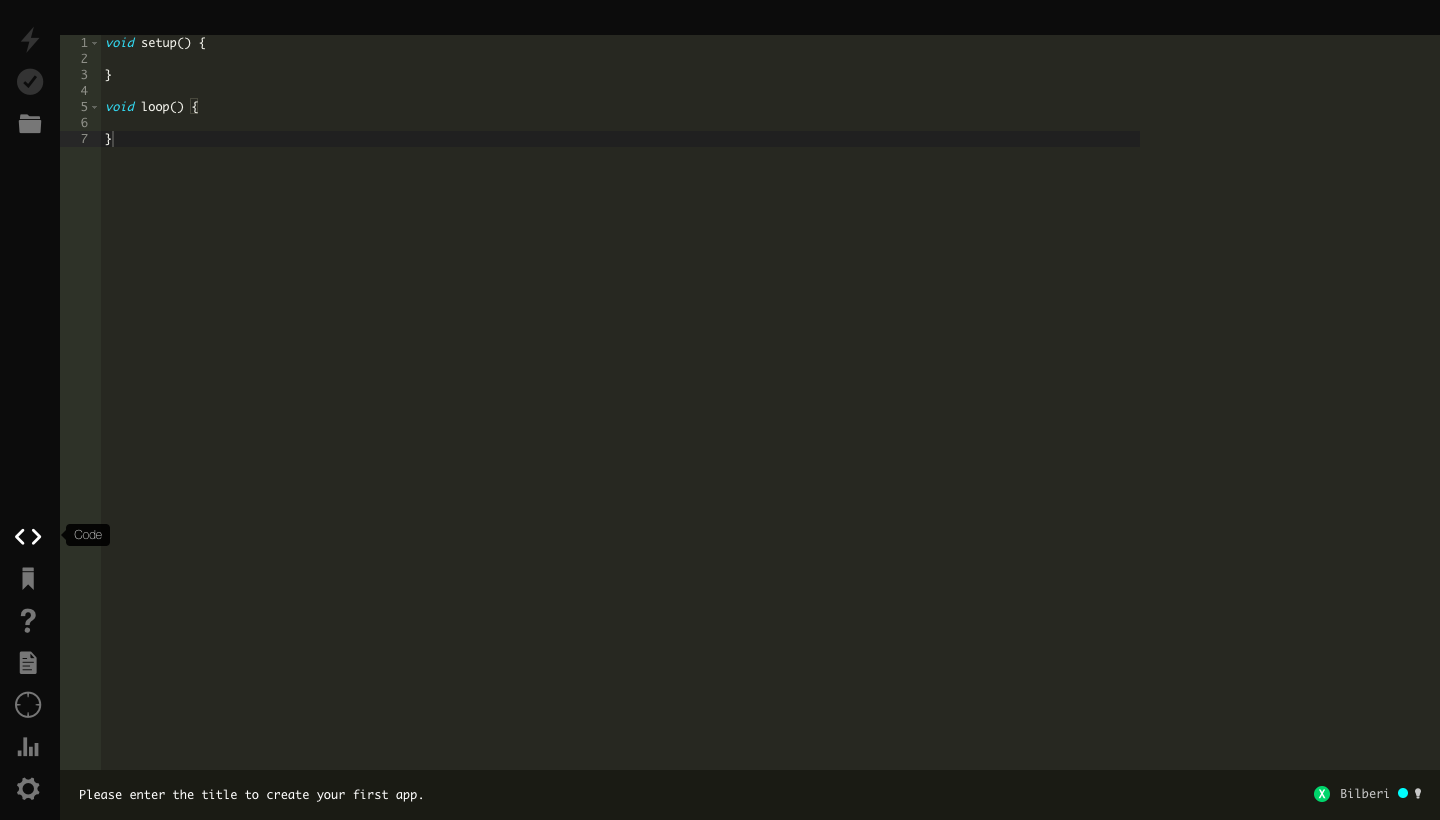 1 void setup() {
2
3 }
4
5 void loop() {
6
7 }
Code
Please enter the title to create your first app.
X Bilberi